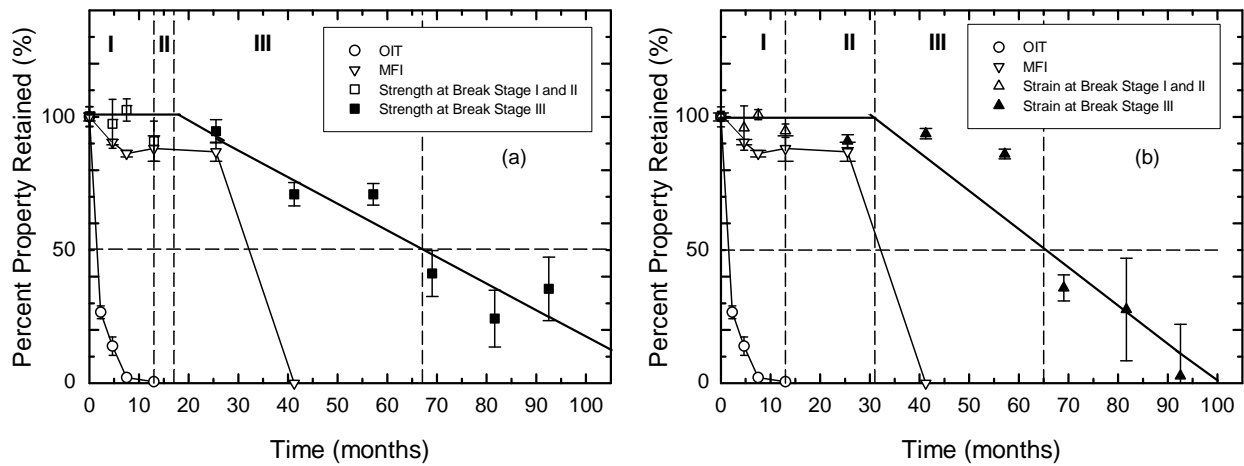 I II III
OIT
MFI
Strength at Break Stage I and II
Strength at Break Stage III
(a)
Percent Property Retained (%)
100
50
0
0 10 20 30 40 50 60 70 80 90 100
Time (months)
I II III
OIT
MFI
Strain at Break Stage I and II
Strain at Break Stage III
(b)
Percent Property Retained (%)
100
50
0
0 10 20 30 40 50 60 70 80 90 100
Time (months)